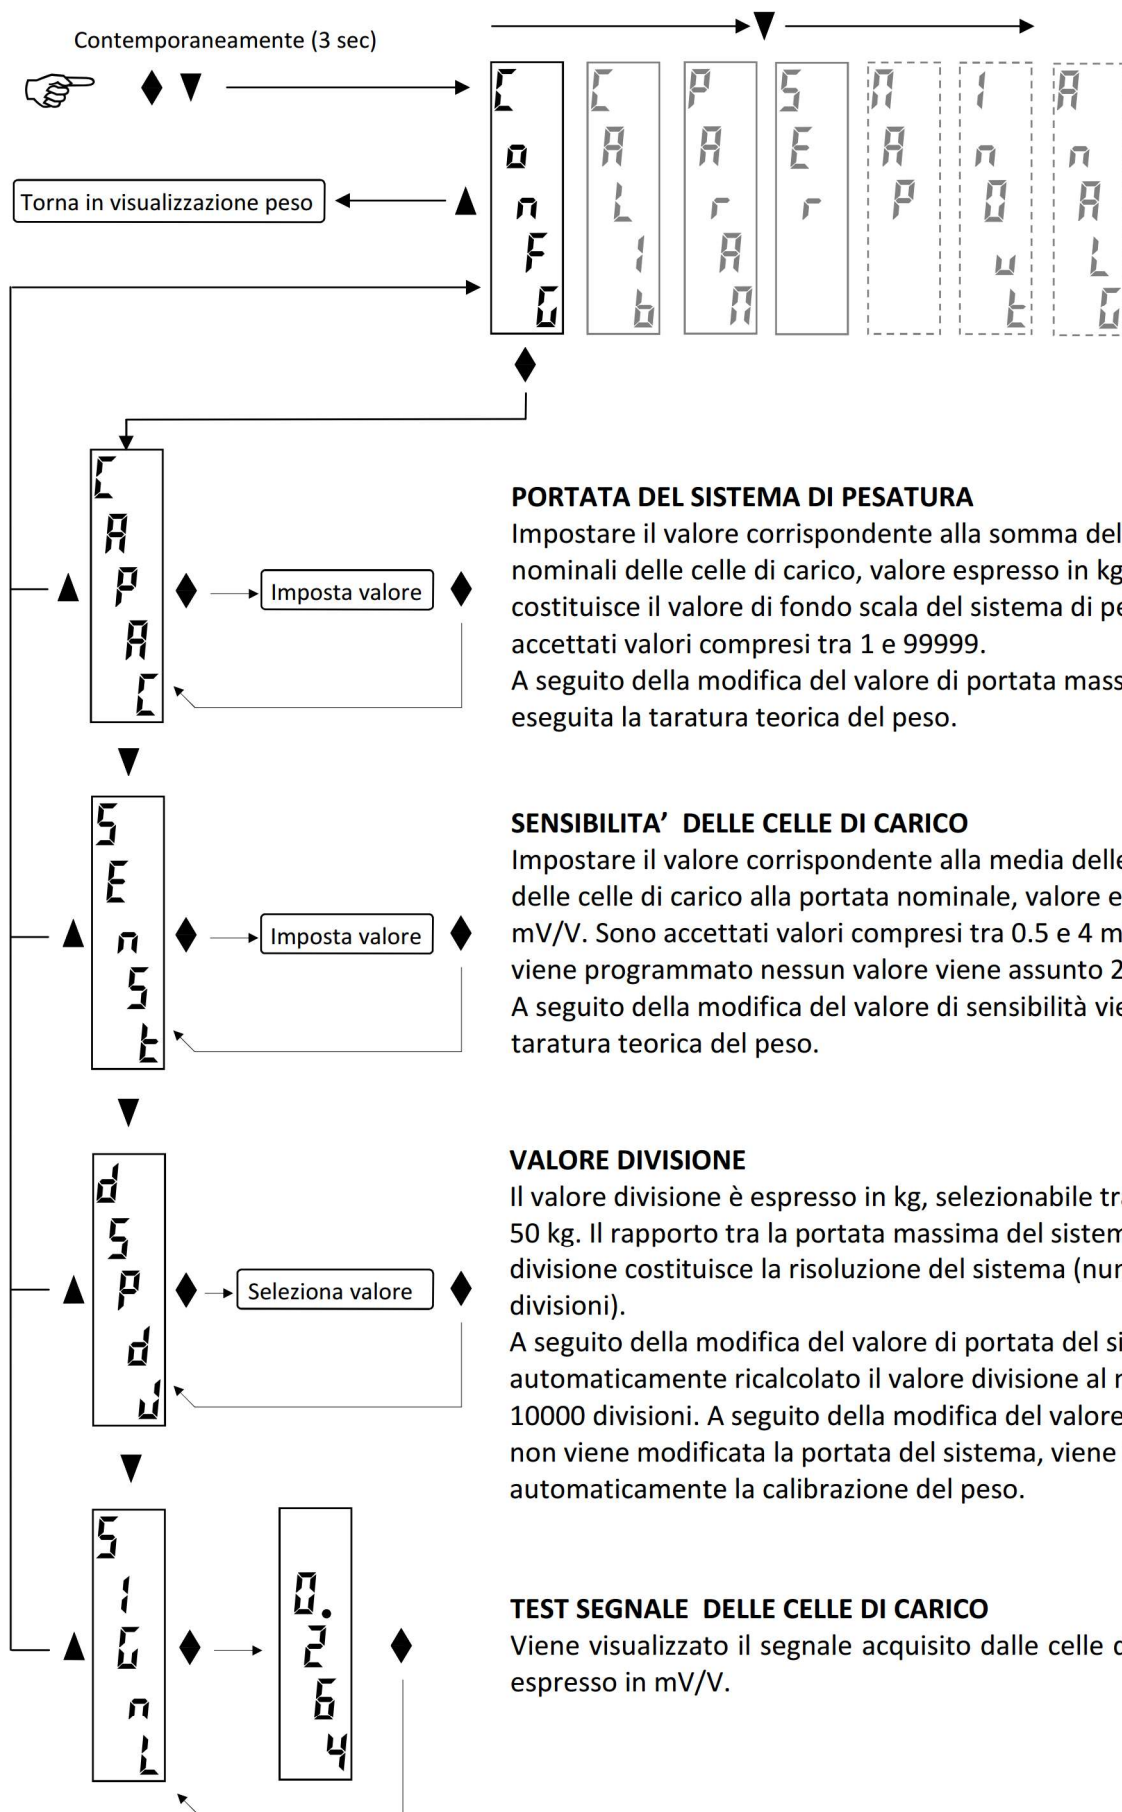 Contemporaneamente (3 sec)
ConFG
CALIb
PArAM
SEr
MAP
InOut
AnALG
Torna in visualizzazione peso
CAPAC
Imposta valore
PORTATA DEL SISTEMA DI PESATURA
Impostare il valore corrispondente alla somma del
nominali delle celle di carico, valore espresso in kg
costituisce il valore di fondo scala del sistema di pe
accettati valori compresi tra 1 e 99999.
A seguito della modifica del valore di portata mass
eseguita la taratura teorica del peso.
SEnSt
Imposta valore
SENSIBILITA’ DELLE CELLE DI CARICO
Impostare il valore corrispondente alla media delle
delle celle di carico alla portata nominale, valore e
mV/V. Sono accettati valori compresi tra 0.5 e 4 m
viene programmato nessun valore viene assunto 2
A seguito della modifica del valore di sensibilità vie
taratura teorica del peso.
dSPdu
Seleziona valore
VALORE DIVISIONE
Il valore divisione è espresso in kg, selezionabile tra
50 kg. Il rapporto tra la portata massima del sistem
divisione costituisce la risoluzione del sistema (nur
divisioni).
A seguito della modifica del valore di portata del si
automaticamente ricalcolato il valore divisione al r
10000 divisioni. A seguito della modifica del valore
non viene modificata la portata del sistema, viene
automaticamente la calibrazione del peso.
SIGnL
0.264
TEST SEGNALE DELLE CELLE DI CARICO
Viene visualizzato il segnale acquisito dalle celle d
espresso in mV/V.